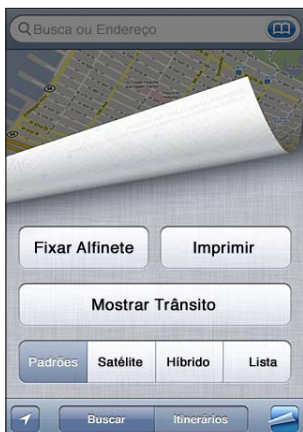 Busca ou Endereço
Fixar Alfinete Imprimir
Mostrar Trânsito
Padrões Satélite Híbrido Lista
Buscar Itinerários